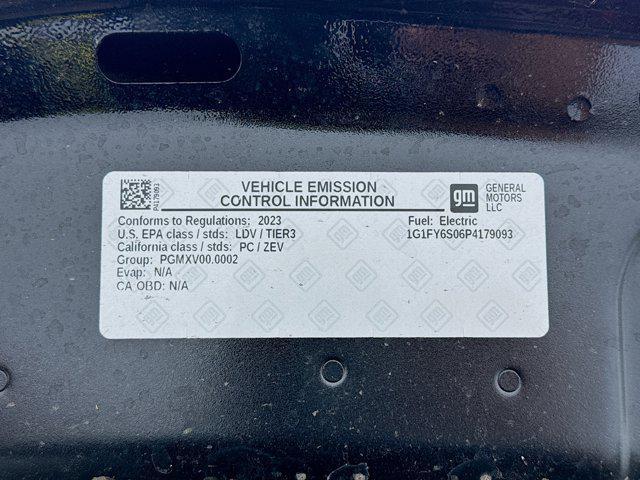 VEHICLE EMISSION
CONTROL INFORMATION
P4179093
gm
GENERAL
MOTORS
LLC
Conforms to Regulations: 2023
U.S. EPA class / stds: LDV / TIER3
California class / stds: PC / ZEV
Group: PGMXV00.0002
Evap: N/A
CA OBD: N/A
Fuel: Electric
1G1FY6S06P4179093